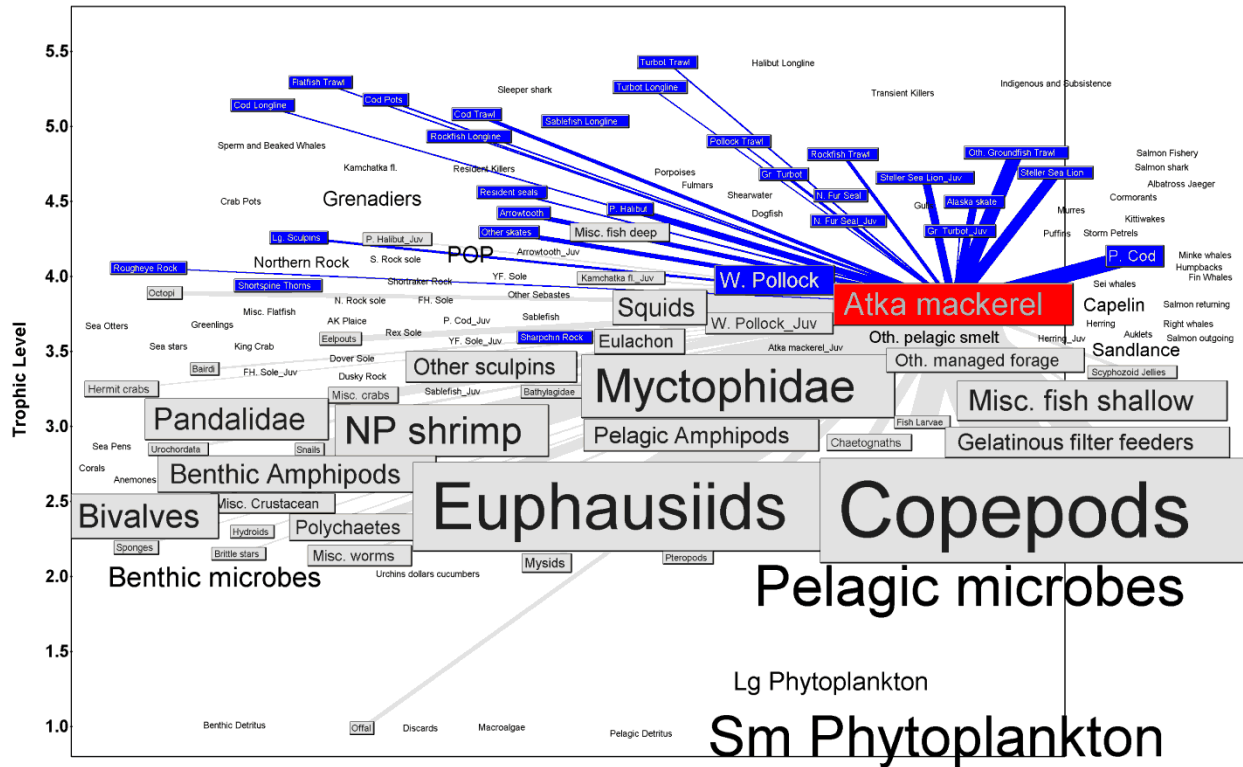 Trophic Level
5.5
5.0
4.5
4.0
3.5
3.0
2.5
2.0
1.5
1.0
Turbot Trawl
Halibut Longline
Flatfish Trawl
Turbot Longline
Indigenous and Subsistence
Sleeper shark
Transient Killers
Cod Longline
Cod Pots
Cod Trawl
Sablefish Longline
Rockfish Longline
Pollock Trawl
Sperm and Beaked Whales
Rockfish Trawl
Oth. Groundfish Trawl
Salmon Fishery
Kamchatka fl.
Resident Killers
Porpoises
Gr. Turbot
Steller Sea Lion_Juv
Steller Sea Lion
Salmon shark
Fulmars
Albatross Jaeger
Crab Pots
Grenadiers
Resident seals
Shearwater
N. Fur Seal
Cormorants
Arrowtooth
P. Halibut
Dogfish
Gulls
Alaska skate
Murres
Kittiwakes
Lg. Sculpins
P. Halibut_Juv
Other skates
Misc. fish deep
N. Fur Seal_Juv
Gr. Turbot_Juv
Puffins
Storm Petrels
Rougheye Rock
Northern Rock
S. Rock sole
POP
Arrowtooth_Juv
P. Cod
Minke whales
Humpbacks
Fin Whales
Octopi
Shortspine Thorns
Shortraker Rock
YF. Sole
Kamchatka fl._Juv
W. Pollock
Sei whales
N. Rock sole
FH. Sole
Other Sebastes
Squids
Atka mackerel
Capelin
Salmon returning
Sea Otters
Greenlings
Misc. Flatfish
AK Plaice
P. Cod_Juv
Sablefish
W. Pollock_Juv
Herring
Right whales
Sea stars
King Crab
Eelpouts
Rex Sole
YF. Sole_Juv
Sharpchin Rock
Eulachon
Atka mackerel_Juv
Oth. pelagic smelt
Herring_Juv
Auklets
Salmon outgoing
Bairdi
FH. Sole_Juv
Dover Sole
Other sculpins
Oth. managed forage
Sandlance
Scyphozoid Jellies
Hermit crabs
Dusky Rock
Misc. crabs
Sablefish_Juv
Bathylagidae
Myctophidae
Misc. fish shallow
Pandalidae
NP shrimp
Pelagic Amphipods
Fish Larvae
Chaetognaths
Gelatinous filter feeders
Sea Pens
Urochordata
Snails
Corals
Anemones
Benthic Amphipods
Bivalves
Misc. Crustacean
Euphausiids
Copepods
Hydroids
Polychaetes
Sponges
Brittle stars
Misc. worms
Mysids
Pteropods
Benthic microbes
Urchins dollars cucumbers
Pelagic microbes
Lg Phytoplankton
Benthic Detritus
Offal
Discards
Macroalgae
Pelagic Detritus
Sm Phytoplankton